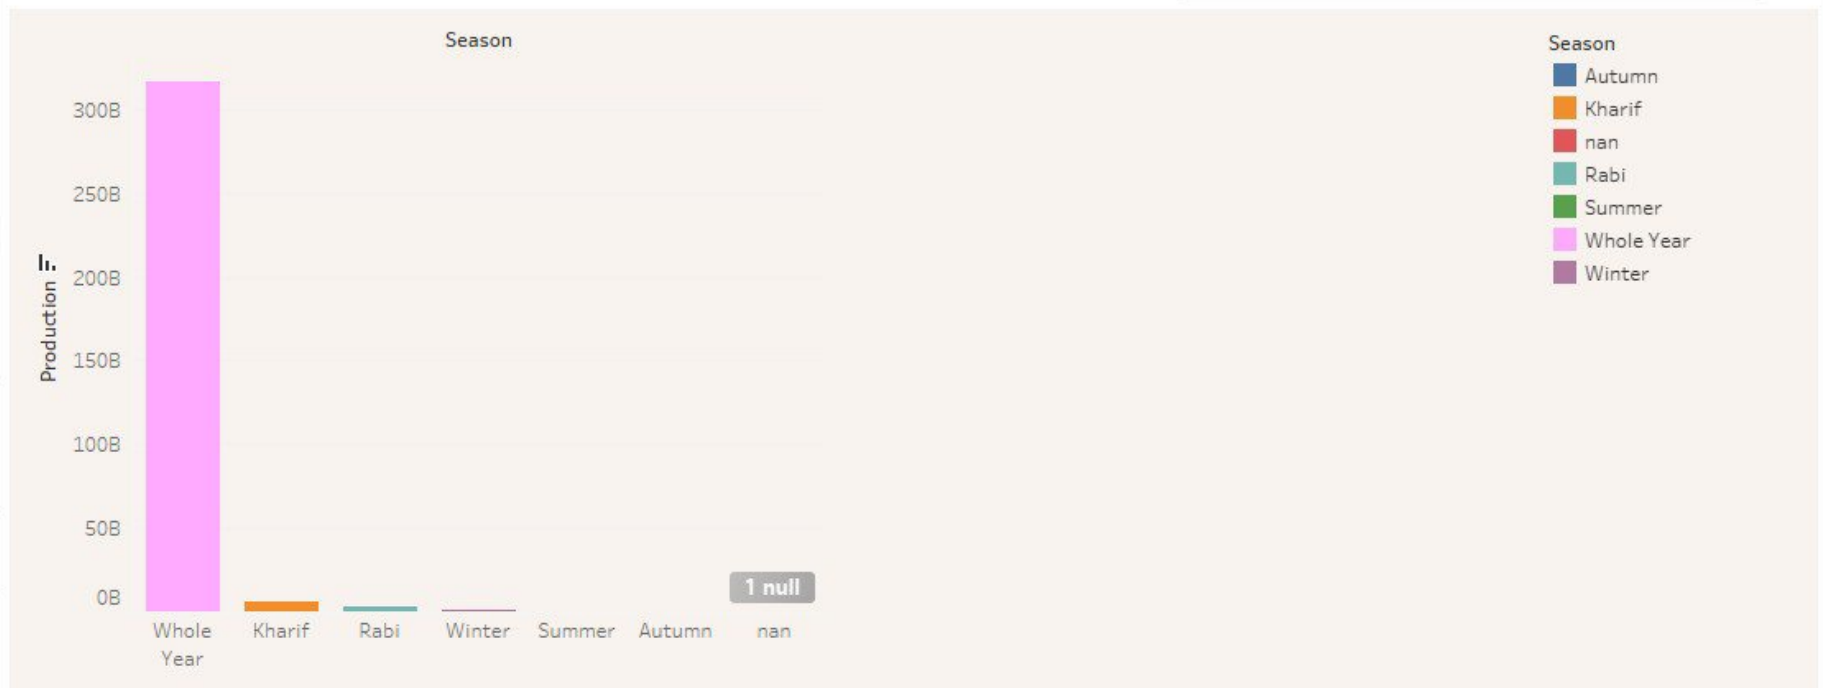 Season
300B
250B
200B
150B
100B
50B
0B
Production
1 null
Whole Year
Kharif
Rabi
Winter
Summer
Autumn
nan
Season
Autumn
Kharif
nan
Rabi
Summer
Whole Year
Winter